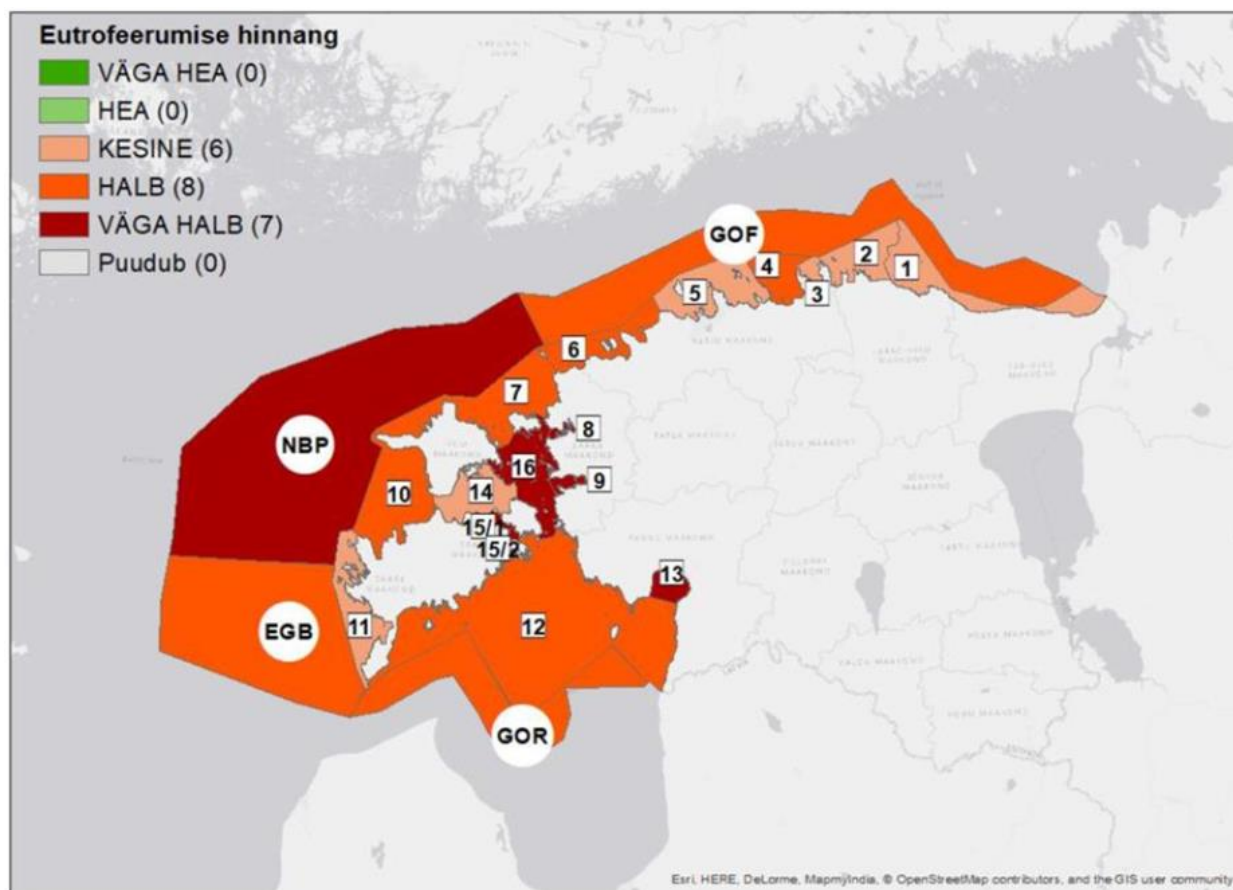 Eutrofeerumise hinnang
VÄGA HEA (0)
HEA (0)
KESINE (6)
HALB (8)
VÄGA HALB (7)
Puudub (0)
GOF
2
1
4
5
3
6
7
8
NBP
16
9
10
14
15/1
15/2
13
11
12
EGB
GOR
Esri, HERE, DeLorme, MapmyIndia, © OpenStreetMap contributors, and the GIS user community